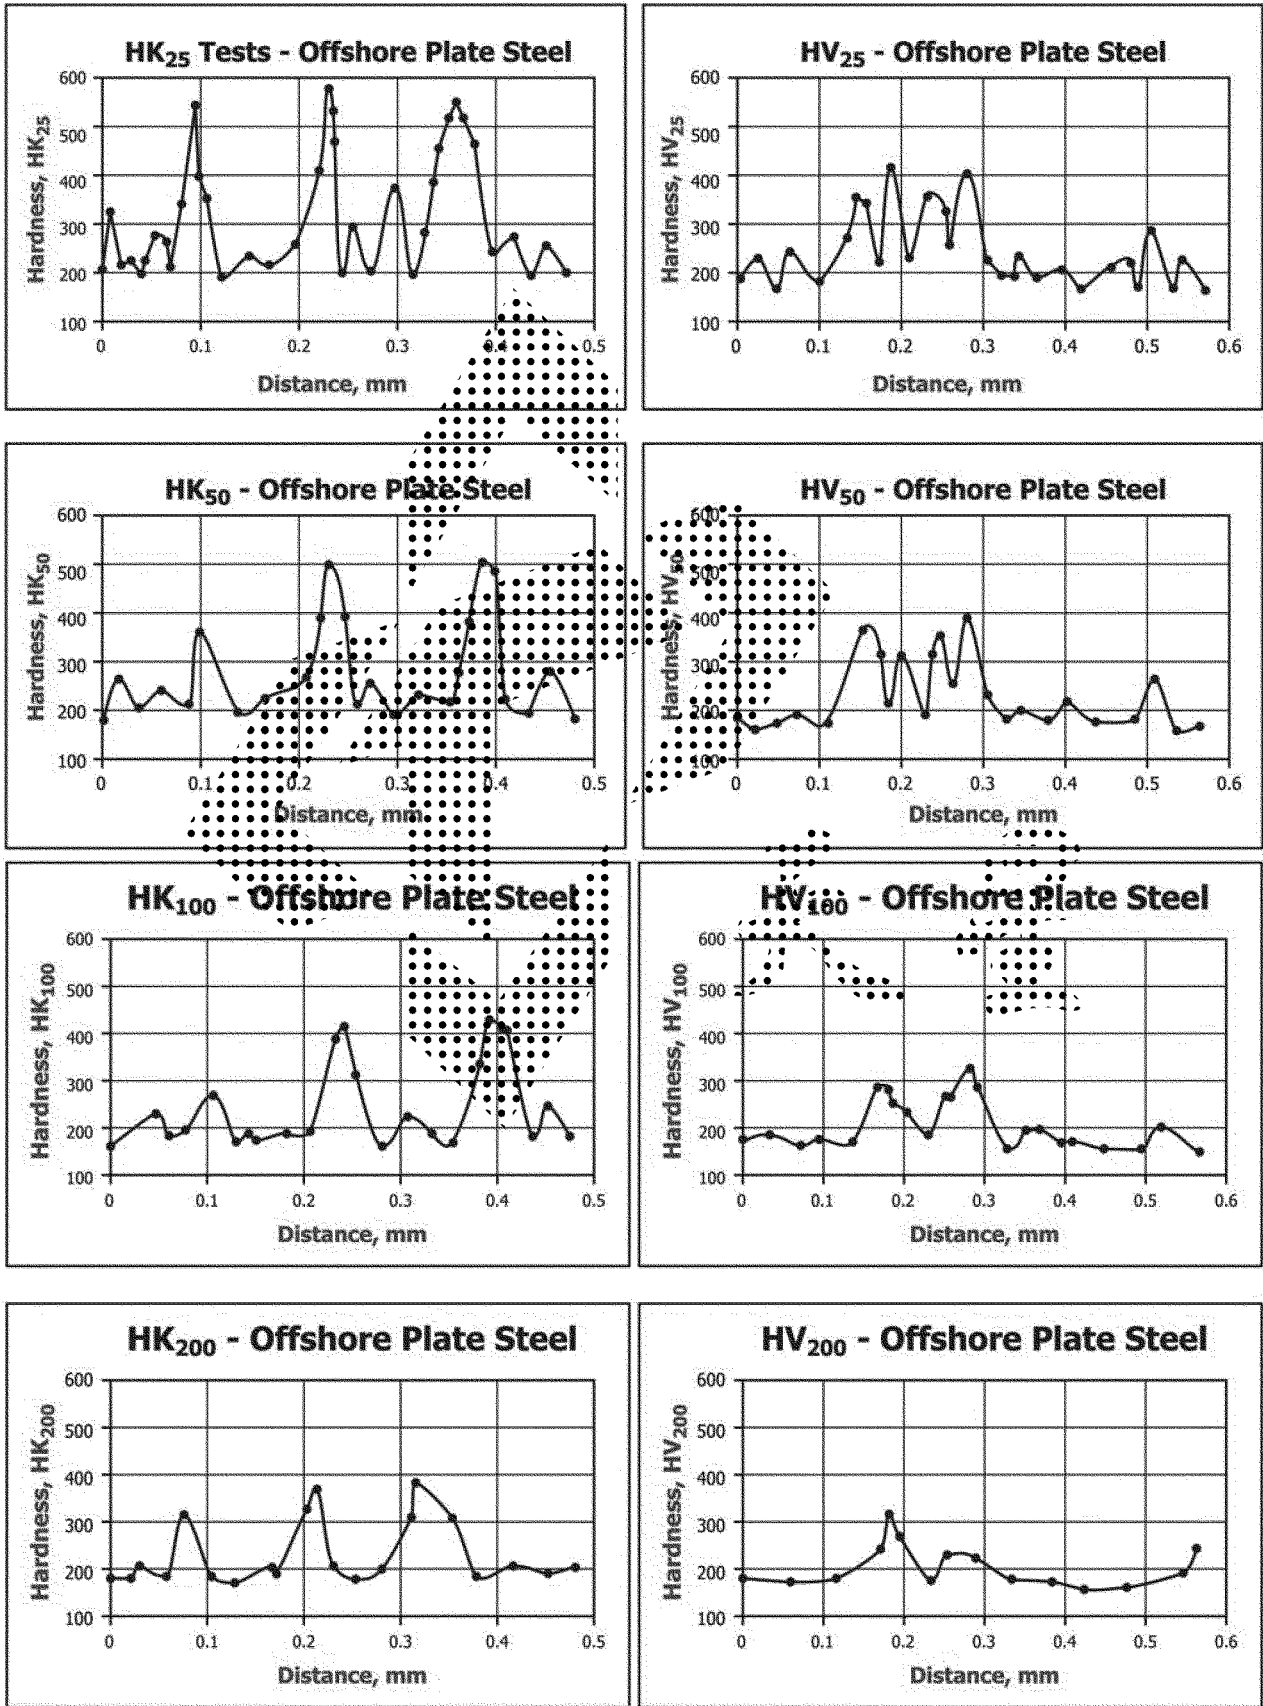 HK25 Tests - Offshore Plate Steel
Hardness, HK25
600
500
400
300
200
100
0 0.1 0.2 0.3 0.4 0.5
Distance, mm
HV25 - Offshore Plate Steel
Hardness, HV25
600
500
400
300
200
100
0 0.1 0.2 0.3 0.4 0.5 0.6
Distance, mm
HK50 - Offshore Plate Steel
Hardness, HK50
600
500
400
300
200
100
0 0.1 0.2 0.3 0.4 0.5
Distance, mm
HV50 - Offshore Plate Steel
Hardness, HV50
600
500
400
300
200
100
0 0.1 0.2 0.3 0.4 0.5 0.6
Distance, mm
HK100 - Offshore Plate Steel
Hardness, HK100
600
500
400
300
200
100
0 0.1 0.2 0.3 0.4 0.5
Distance, mm
HV100 - Offshore Plate Steel
Hardness, HV100
600
500
400
300
200
100
0 0.1 0.2 0.3 0.4 0.5 0.6
Distance, mm
HK200 - Offshore Plate Steel
Hardness, HK200
600
500
400
300
200
100
0 0.1 0.2 0.3 0.4 0.5
Distance, mm
HV200 - Offshore Plate Steel
Hardness, HV200
600
500
400
300
200
100
0 0.1 0.2 0.3 0.4 0.5 0.6
Distance, mm